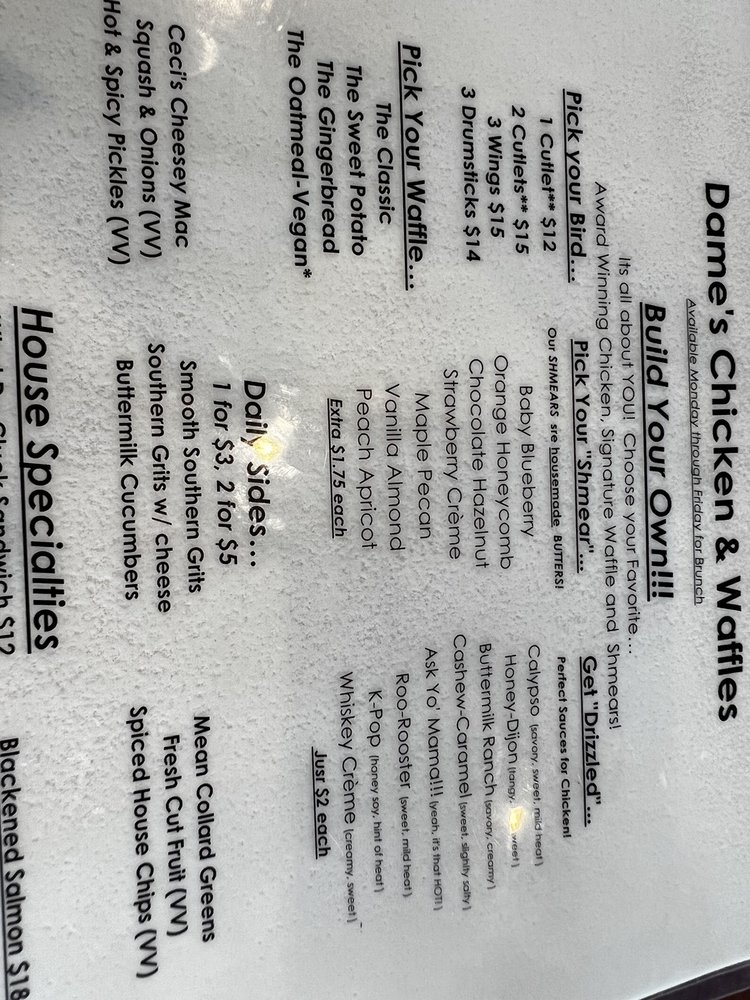 Dame's Chicken & Waffles
Available Monday through Friday for Brunch
Build Your Own!!!
Its all about YOU! Choose your Favorite...
Award Winning Chicken, Signature Waffle and Shmears!
Pick your Bird...
1 Cutlet** $12
2 Cutlets** $15
3 Wings $15
3 Drumsticks $14
Pick Your Waffle...
The Classic
The Sweet Potato
The Gingerbread
The Oatmeal-Vegan*
Pick Your "Shmear"...
Our SHMEARS sre housemade BUTTERS!
Baby Blueberry
Orange Honeycomb
Chocolate Hazelnut
Strawberry Crème
Maple Pecan
Vanilla Almond
Peach Apricot
Extra $1.75 each
Get "Drizzled"...
Perfect Sauces for Chicken!
Calypso (savory, sweet, mild heat)
Honey-Dijon (tangy, sweet)
Buttermilk Ranch (savory, creamy)
Cashew-Caramel (sweet, slighlty salty)
Ask Yo' Mama!!! (yeah, it's that HOT!)
Roo-Rooster (sweet, mild heat)
K-Pop (honey soy, hint of heat)
Whiskey Crème (creamy, sweet)
Jusr $2 each
Daily Sides...
1 for $3, 2 for $5
Ceci's Cheesey Mac
Squash & Onions (VV)
Hot & Spicy Pickles (VV)
Smooth Southern Grits
Southern Grits w/ cheese
Buttermilk Cucumbers
Mean Collard Greens
Fresh Cut Fruit (VV)
Spiced House Chips (VV)
House Specialties
Sandwich $12
Blackened Salmon $18